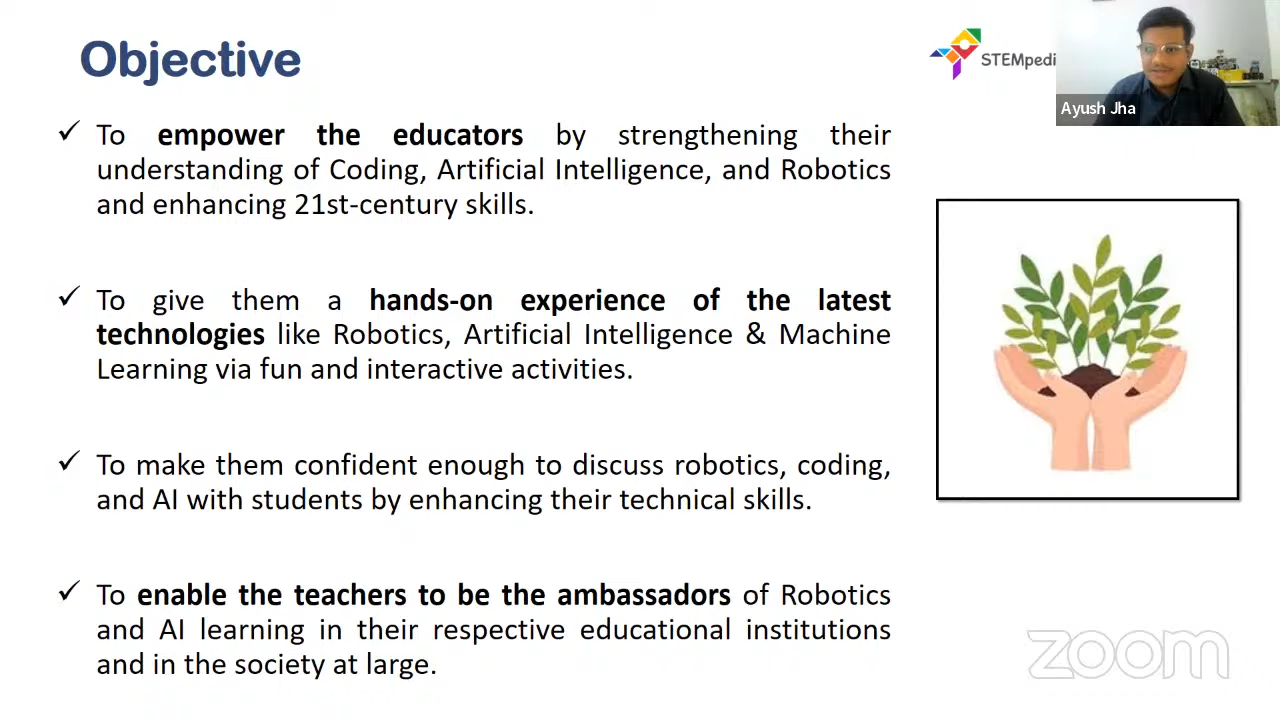 Objective
STEMpedi
Ayush Jha
To empower the educators by strengthening their
understanding of Coding, Artificial Intelligence, and Robotics
and enhancing 21st-century skills.
To give them a hands-on experience of the latest
technologies like Robotics, Artificial Intelligence & Machine
Learning via fun and interactive activities.
To make them confident enough to discuss robotics, coding,
and AI with students by enhancing their technical skills.
To enable the teachers to be the ambassadors of Robotics
and AI learning in their respective educational institutions
and in the society at large.
zoom